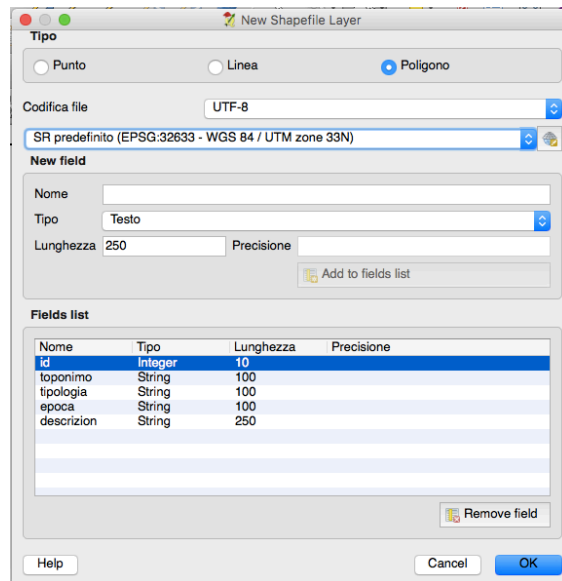 New Shapefile Layer
Tipo
Punto Linea Poligono
Codifica file UTF-8
SR predefinito (EPSG:32633 - WGS 84 / UTM zone 33N)
New field
Nome
Tipo Testo
Lunghezza 250 Precisione
Add to fields list
Fields list
Nome Tipo Lunghezza Precisione
id Integer 10
toponimo String 100
tipologia String 100
epoca String 100
descrizion String 250
Remove field
Help Cancel OK